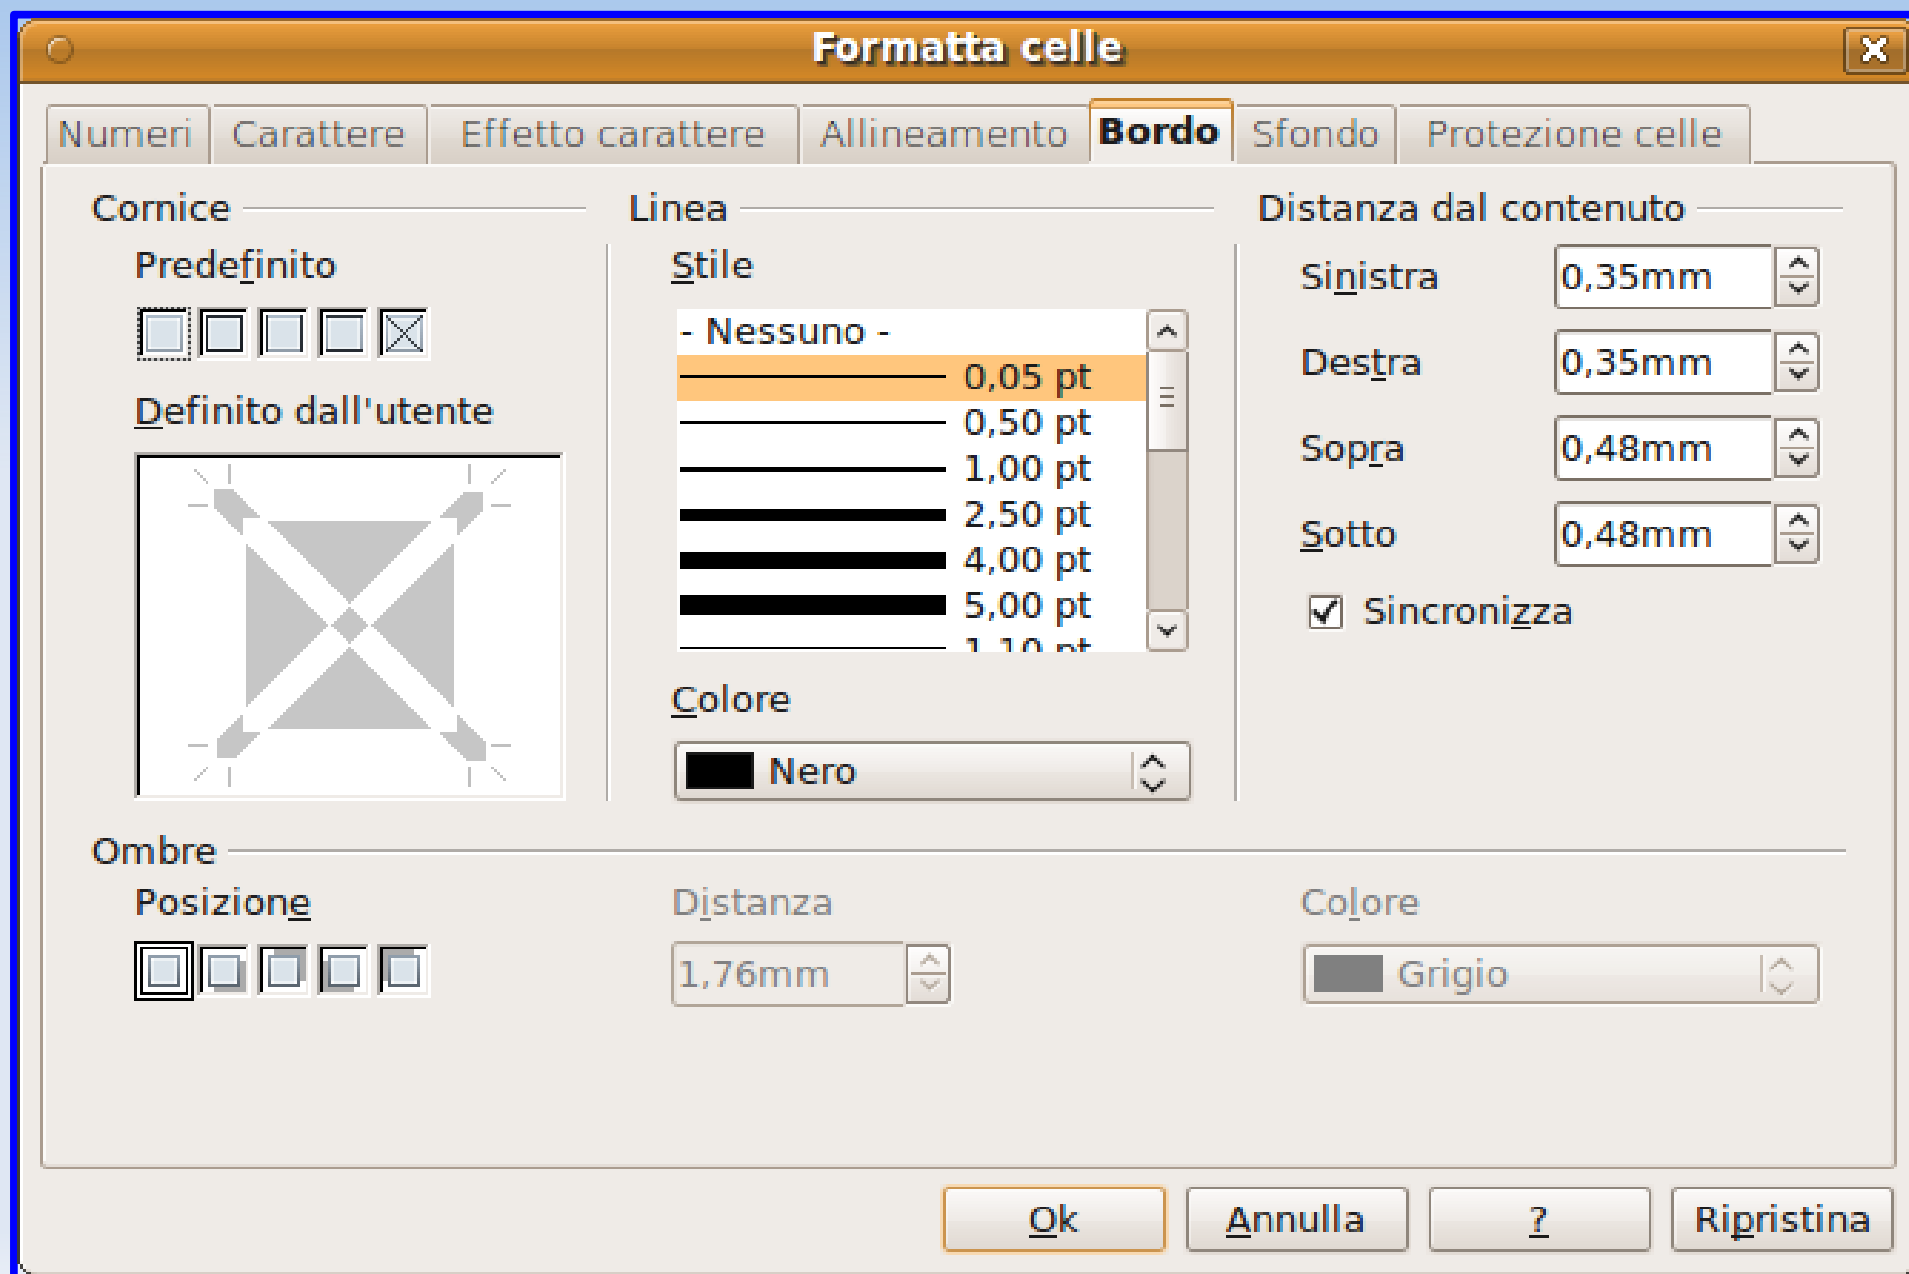 Formatta celle
Numeri Carattere Effetto carattere Allineamento Bordo Sfondo Protezione celle
Cornice
Predefinito
Definito dall'utente
Linea
Stile
- Nessuno -
0,05 pt
0,50 pt
1,00 pt
2,50 pt
4,00 pt
5,00 pt
1,10 pt
Colore
Nero
Distanza dal contenuto
Sinistra 0,35mm
Destra 0,35mm
Sopra 0,48mm
Sotto 0,48mm
Sincronizza
Ombre
Posizione
Distanza
1,76mm
Colore
Grigio
Ok Annulla ? Ripristina